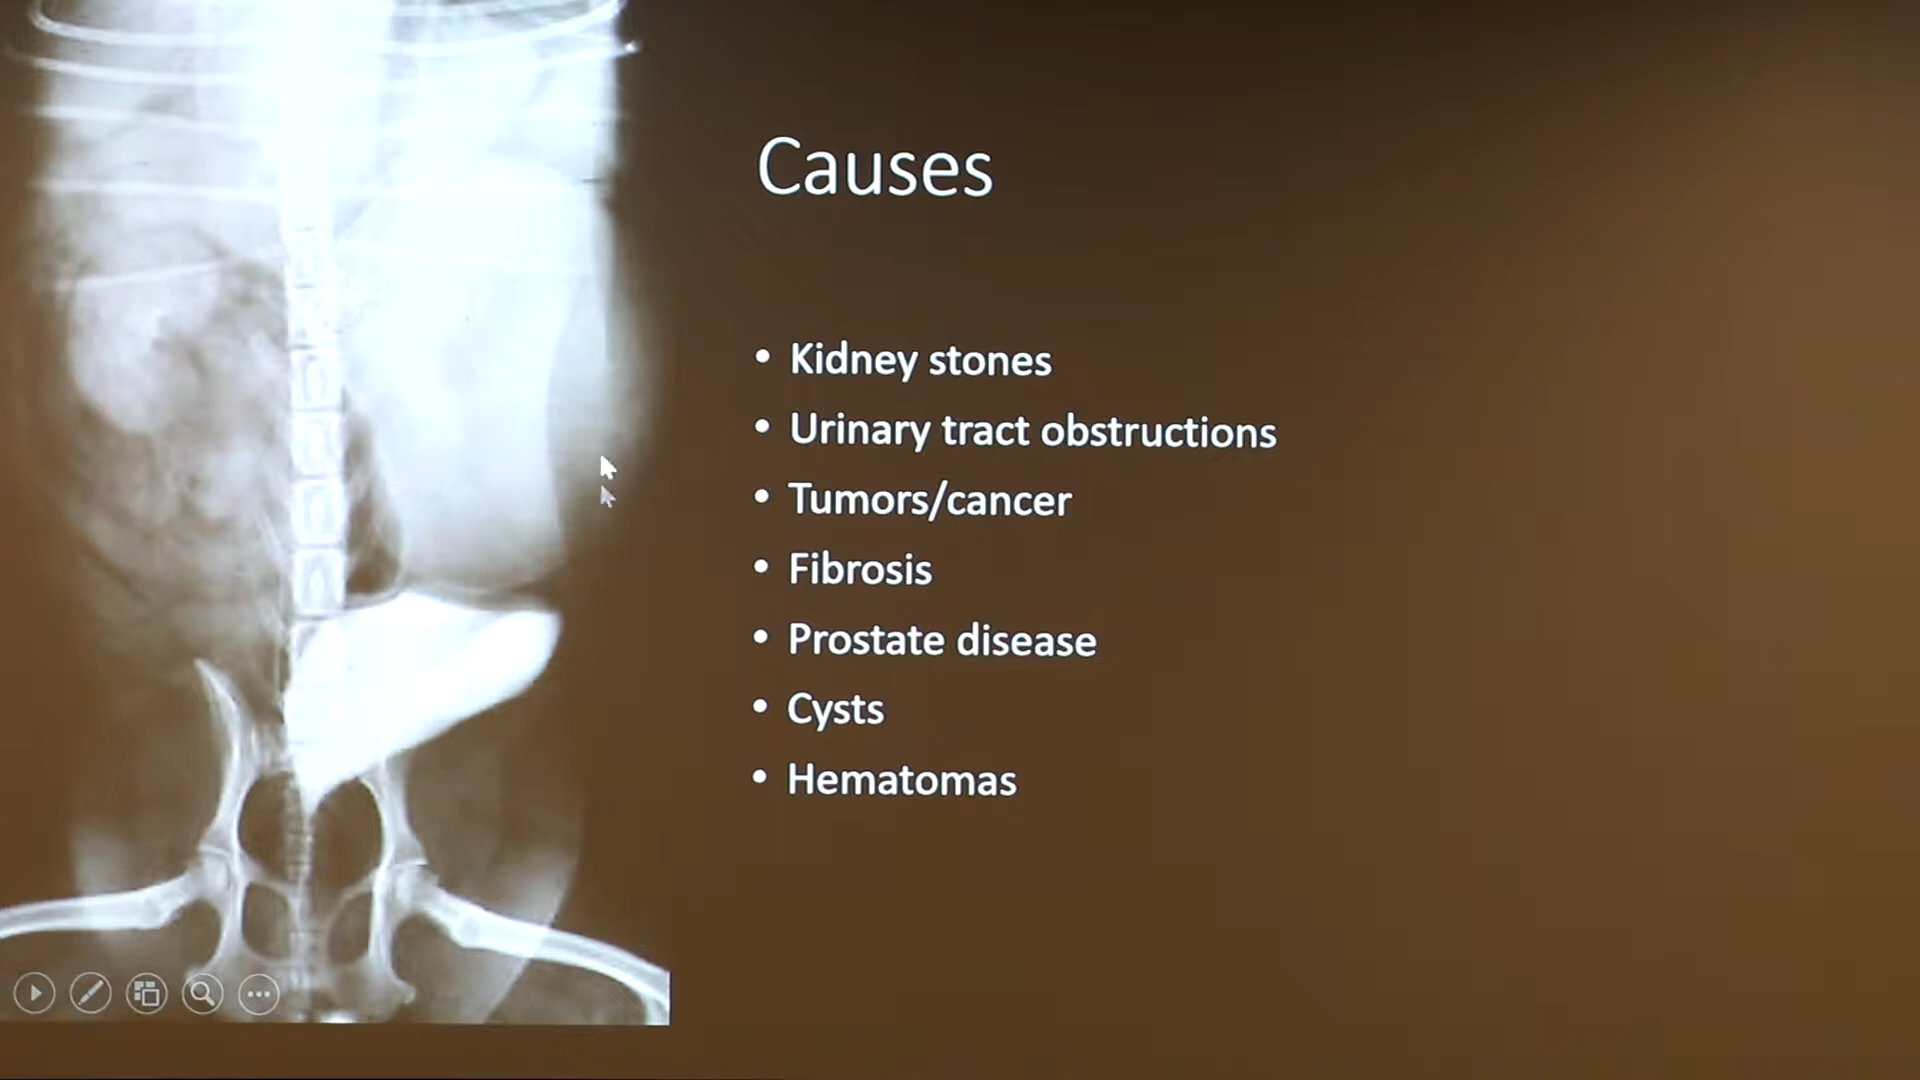 Causes
• Kidney stones
• Urinary tract obstructions
• Tumors/cancer
• Fibrosis
• Prostate disease
• Cysts
• Hematomas